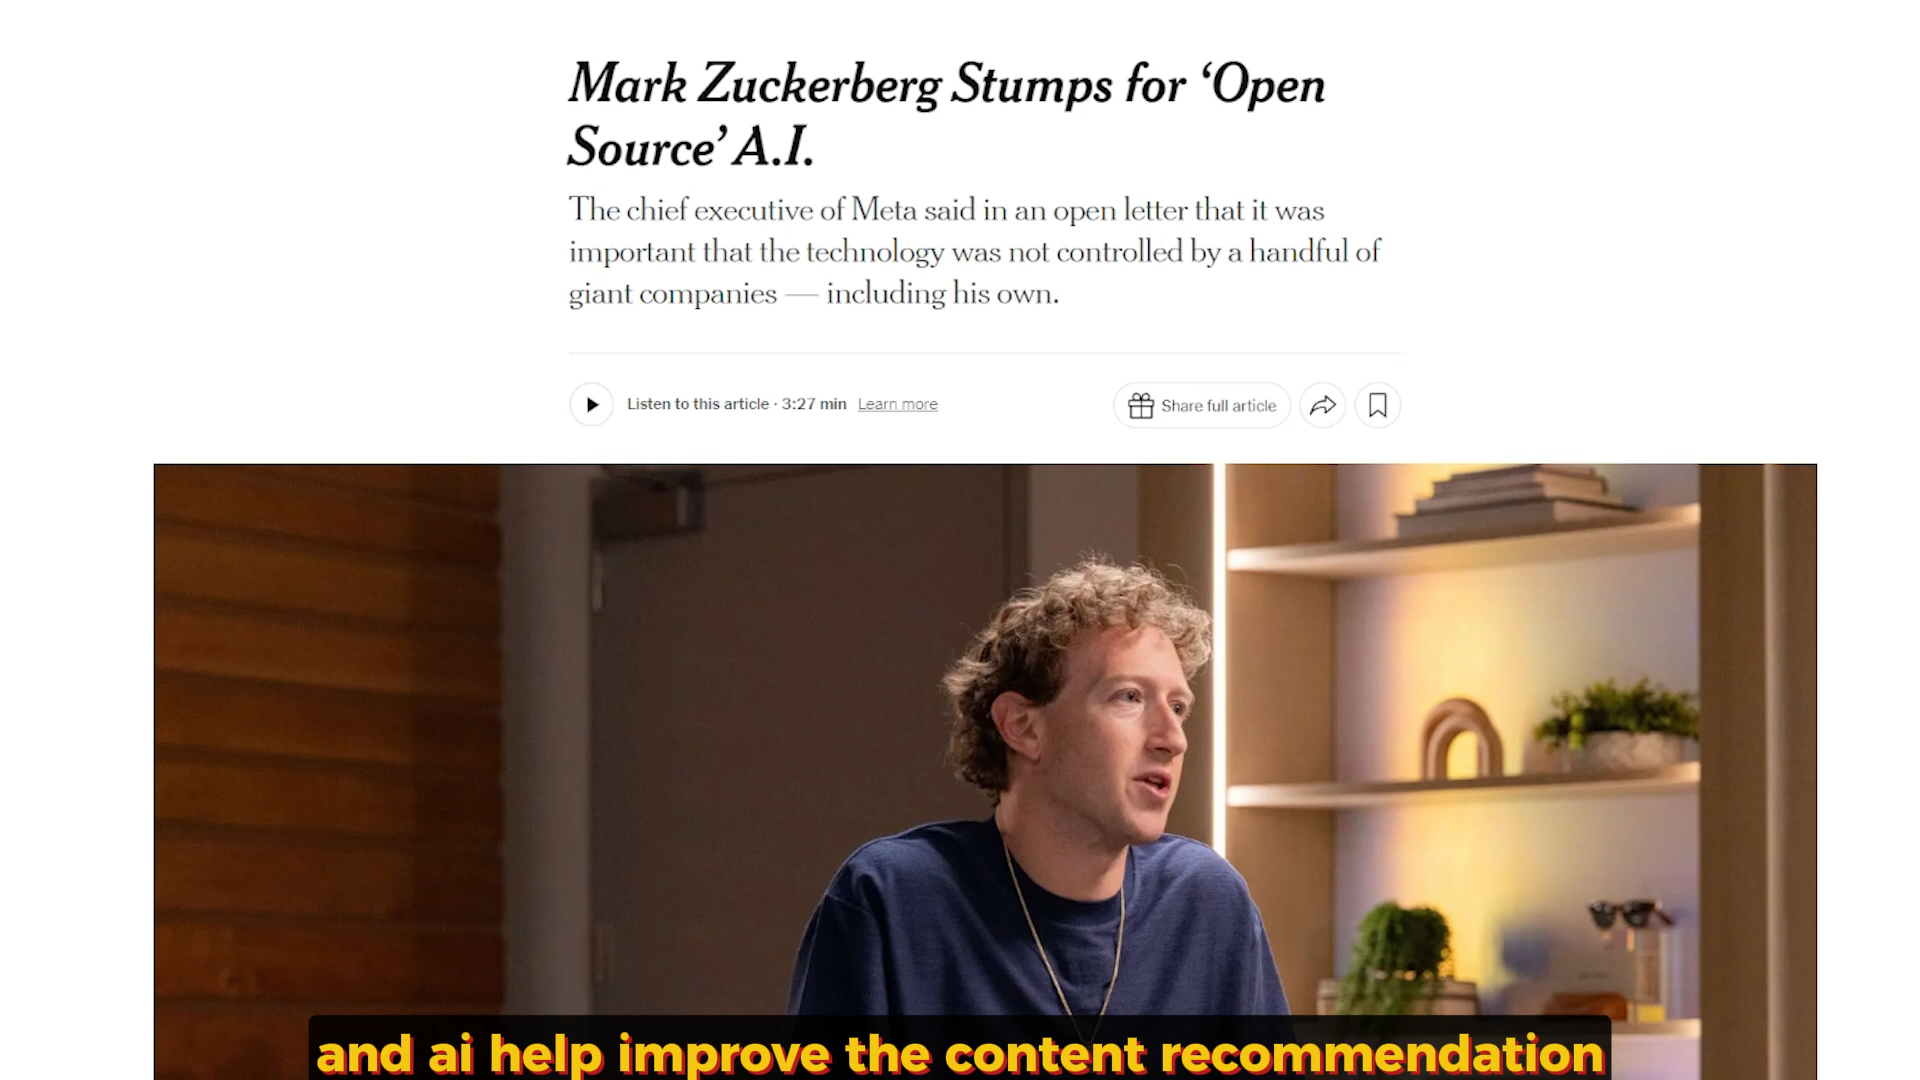 Mark Zuckerberg Stumps for ‘Open
Source’ A.I.
The chief executive of Meta said in an open letter that it was
important that the technology was not controlled by a handful of
giant companies — including his own.
Listen to this article · 3:27 min Learn more
Share full article
and ai help improve the content recommendation